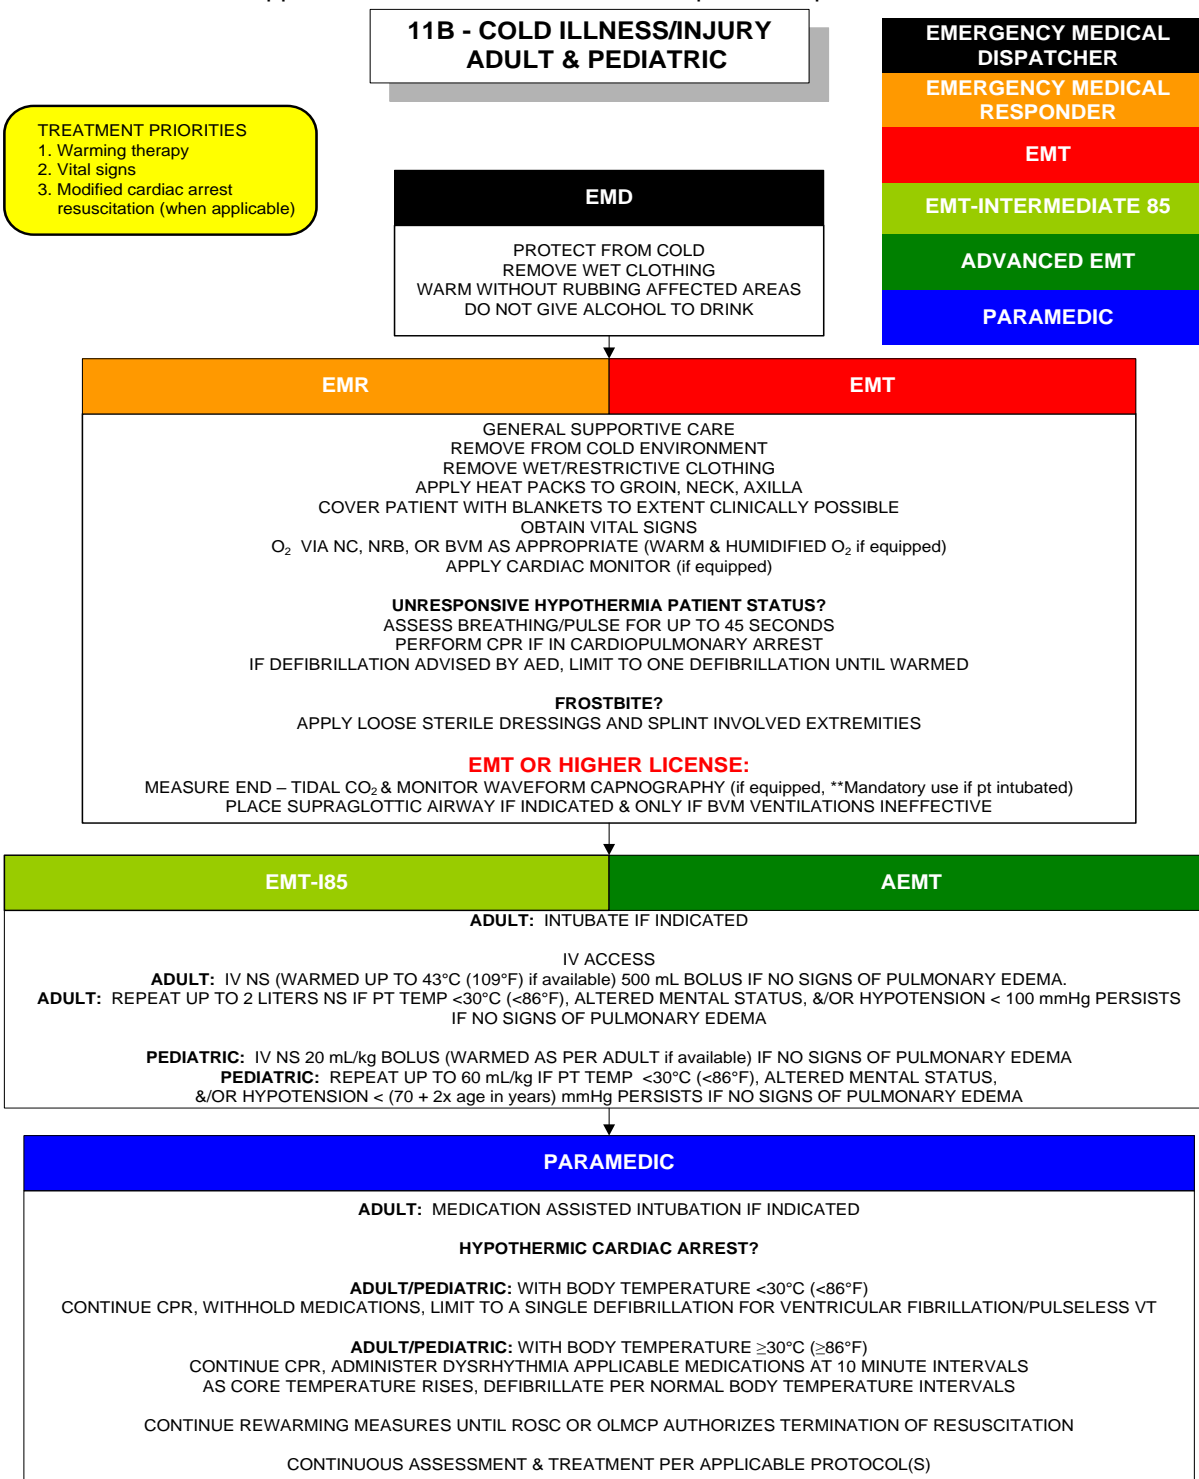 11B - COLD ILLNESS/INJURY
ADULT & PEDIATRIC
EMERGENCY MEDICAL
DISPATCHER
EMERGENCY MEDICAL
RESPONDER
EMT
EMT-INTERMEDIATE 85
ADVANCED EMT
PARAMEDIC
TREATMENT PRIORITIES
1. Warming therapy
2. Vital signs
3. Modified cardiac arrest
resuscitation (when applicable)
EMD
PROTECT FROM COLD
REMOVE WET CLOTHING
WARM WITHOUT RUBBING AFFECTED AREAS
DO NOT GIVE ALCOHOL TO DRINK
EMR
EMT
GENERAL SUPPORTIVE CARE
REMOVE FROM COLD ENVIRONMENT
REMOVE WET/RESTRICTIVE CLOTHING
APPLY HEAT PACKS TO GROIN, NECK, AXILLA
COVER PATIENT WITH BLANKETS TO EXTENT CLINICALLY POSSIBLE
OBTAIN VITAL SIGNS
O₂ VIA NC, NRB, OR BVM AS APPROPRIATE (WARM & HUMIDIFIED O₂ if equipped)
APPLY CARDIAC MONITOR (if equipped)
UNRESPONSIVE HYPOTHERMIA PATIENT STATUS?
ASSESS BREATHING/PULSE FOR UP TO 45 SECONDS
PERFORM CPR IF IN CARDIOPULMONARY ARREST
IF DEFIBRILLATION ADVISED BY AED, LIMIT TO ONE DEFIBRILLATION UNTIL WARMED
FROSTBITE?
APPLY LOOSE STERILE DRESSINGS AND SPLINT INVOLVED EXTREMITIES
EMT OR HIGHER LICENSE:
MEASURE END – TIDAL CO₂ & MONITOR WAVEFORM CAPNOGRAPHY (if equipped, **Mandatory use if pt intubated)
PLACE SUPRAGLOTTIC AIRWAY IF INDICATED & ONLY IF BVM VENTILATIONS INEFFECTIVE
EMT-I85
AEMT
ADULT: INTUBATE IF INDICATED
IV ACCESS
ADULT: IV NS (WARMED UP TO 43°C (109°F) if available) 500 mL BOLUS IF NO SIGNS OF PULMONARY EDEMA.
ADULT: REPEAT UP TO 2 LITERS NS IF PT TEMP <30°C (<86°F), ALTERED MENTAL STATUS, &/OR HYPOTENSION < 100 mmHg PERSISTS
IF NO SIGNS OF PULMONARY EDEMA
PEDIATRIC: IV NS 20 mL/kg BOLUS (WARMED AS PER ADULT if available) IF NO SIGNS OF PULMONARY EDEMA
PEDIATRIC: REPEAT UP TO 60 mL/kg IF PT TEMP <30°C (<86°F), ALTERED MENTAL STATUS,
&/OR HYPOTENSION < (70 + 2x age in years) mmHg PERSISTS IF NO SIGNS OF PULMONARY EDEMA
PARAMEDIC
ADULT: MEDICATION ASSISTED INTUBATION IF INDICATED
HYPOTHERMIC CARDIAC ARREST?
ADULT/PEDIATRIC: WITH BODY TEMPERATURE <30°C (<86°F)
CONTINUE CPR, WITHHOLD MEDICATIONS, LIMIT TO A SINGLE DEFIBRILLATION FOR VENTRICULAR FIBRILLATION/PULSELESS VT
ADULT/PEDIATRIC: WITH BODY TEMPERATURE ≥30°C (≥86°F)
CONTINUE CPR, ADMINISTER DYSRHYTHMIA APPLICABLE MEDICATIONS AT 10 MINUTE INTERVALS
AS CORE TEMPERATURE RISES, DEFIBRILLATE PER NORMAL BODY TEMPERATURE INTERVALS
CONTINUE REWARMING MEASURES UNTIL ROSC OR OLMCP AUTHORIZES TERMINATION OF RESUSCITATION
CONTINUOUS ASSESSMENT & TREATMENT PER APPLICABLE PROTOCOL(S)